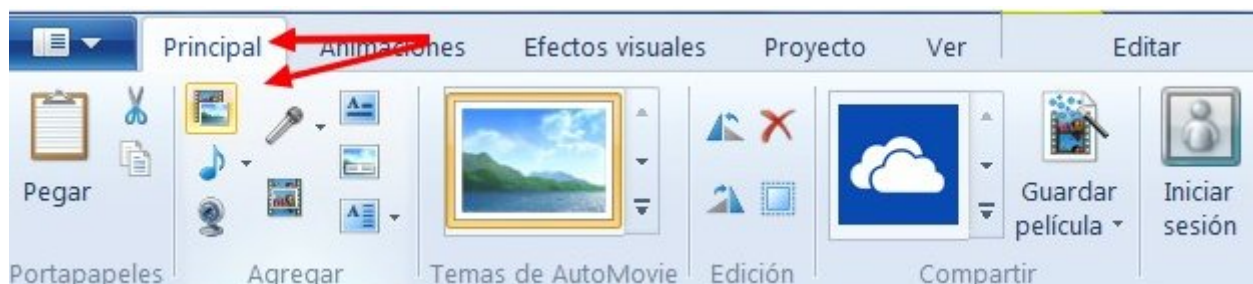 Principal Animaciones Efectos visuales Proyecto Ver Editar
Pegar
Guardar película
Iniciar sesión
Portapapeles Agregar Temas de AutoMovie Edición Compartir